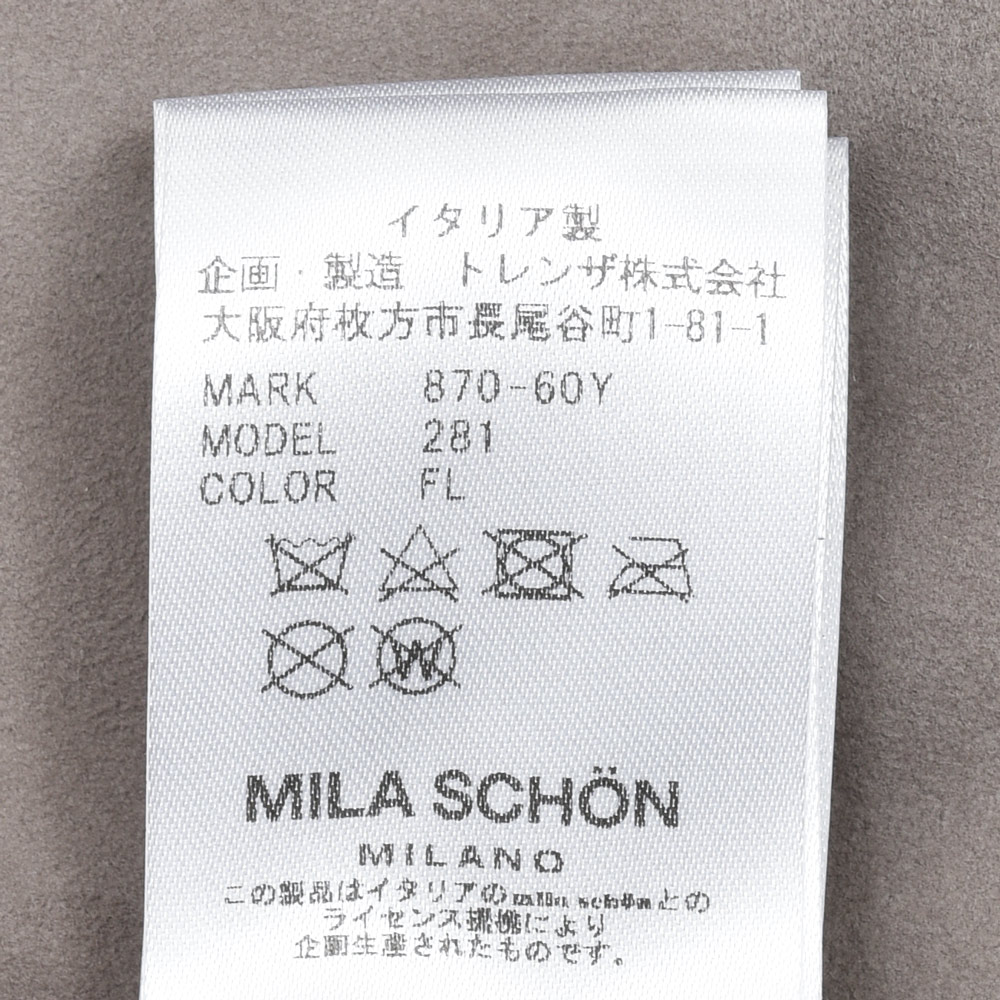 イタリア製
企画・製造 トレンザ株式会社
大阪府枚方市長尾谷町1-81-1
MARK 870-60Y
MODEL 281
COLOR FL
W
MILA SCHÖN
MILANO
この製品はイタリアのmila schönとの
ライセンス提携により
企画生産されたものです。